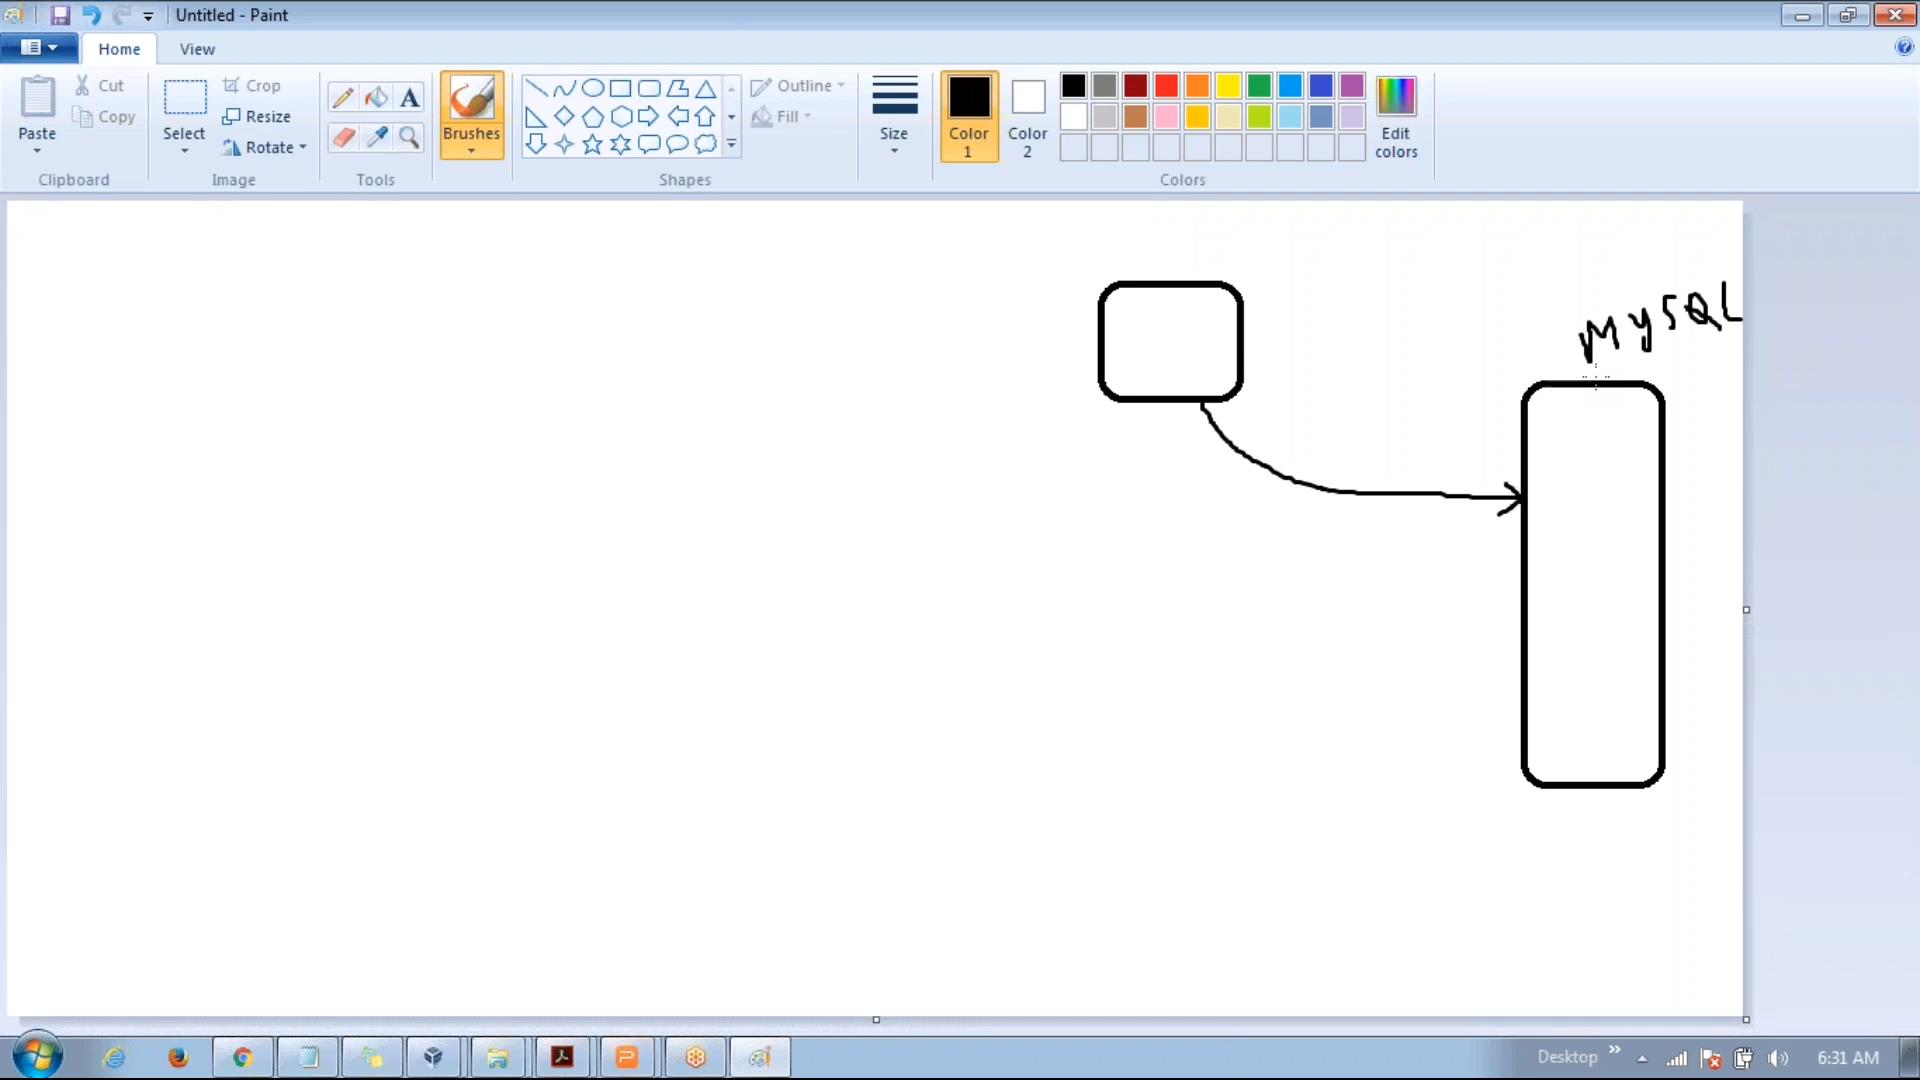 Untitled - Paint
Home View
Paste
Cut
Copy
Clipboard
Select
Crop
Resize
Rotate
Image
A
Tools
Brushes
Shapes
Outline
Fill
Size
Color 1
Color 2
Edit colors
Colors
MySQL
Desktop
6:31 AM